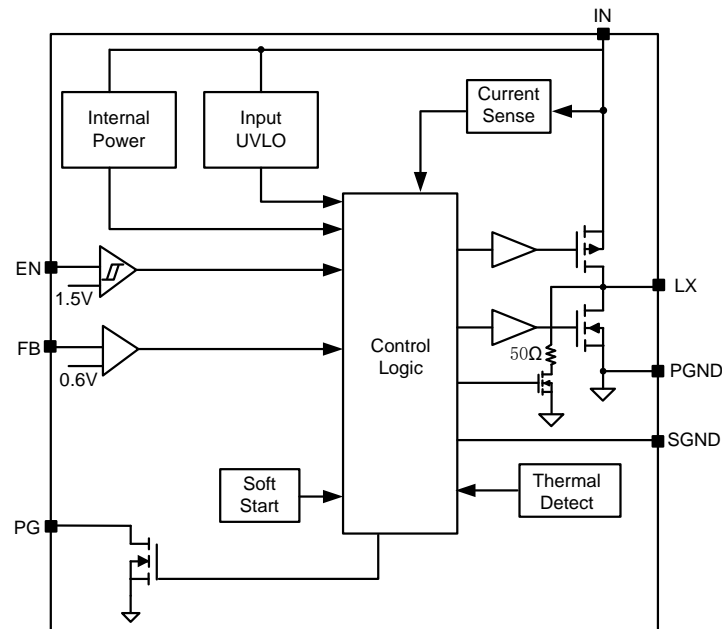 IN
Internal
Power
Input
UVLO
Current
Sense
EN
1.5V
FB
0.6V
Control
Logic
50Ω
LX
PGND
SGND
Soft
Start
Thermal
Detect
PG